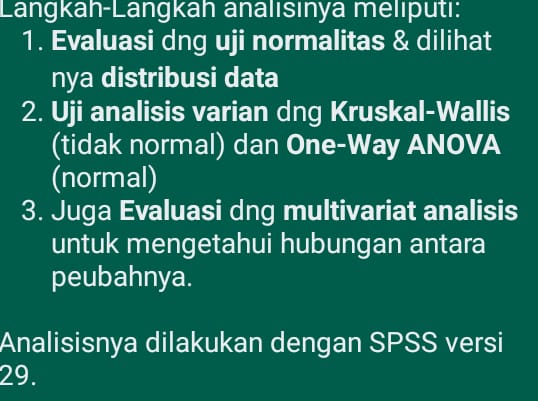 Langkah-Langkah analisinya meliputi:
1. Evaluasi dng uji normalitas & dilihat
nya distribusi data
2. Uji analisis varian dng Kruskal-Wallis
(tidak normal) dan One-Way ANOVA
(normal)
3. Juga Evaluasi dng multivariat analisis
untuk mengetahui hubungan antara
peubahnya.
Analisisnya dilakukan dengan SPSS versi
29.